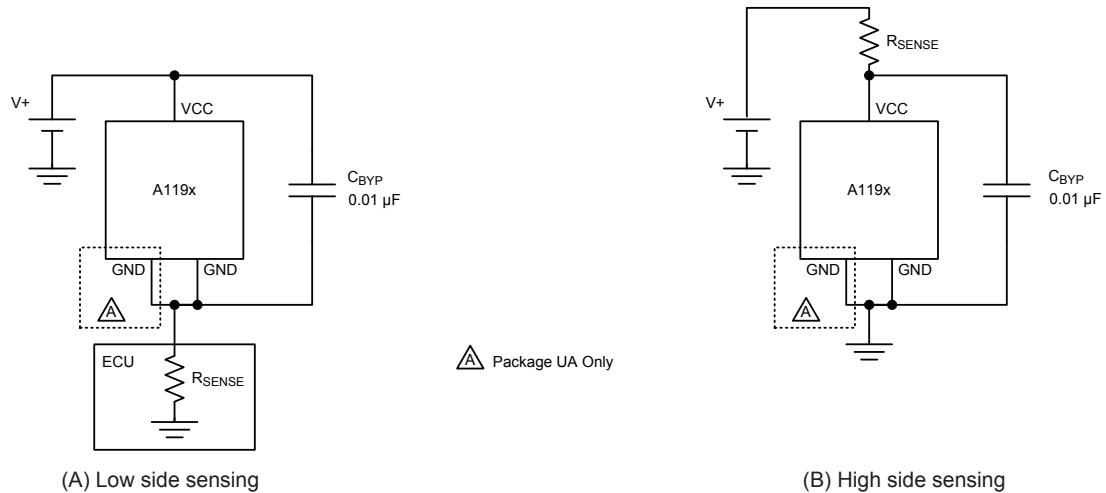 V+
VCC
A119x
CBYP
0.01 µF
GND
GND
A
ECU
RSENSE
(A) Low side sensing
A Package UA Only
RSENSE
V+
VCC
A119x
CBYP
0.01 µF
GND
GND
A
(B) High side sensing